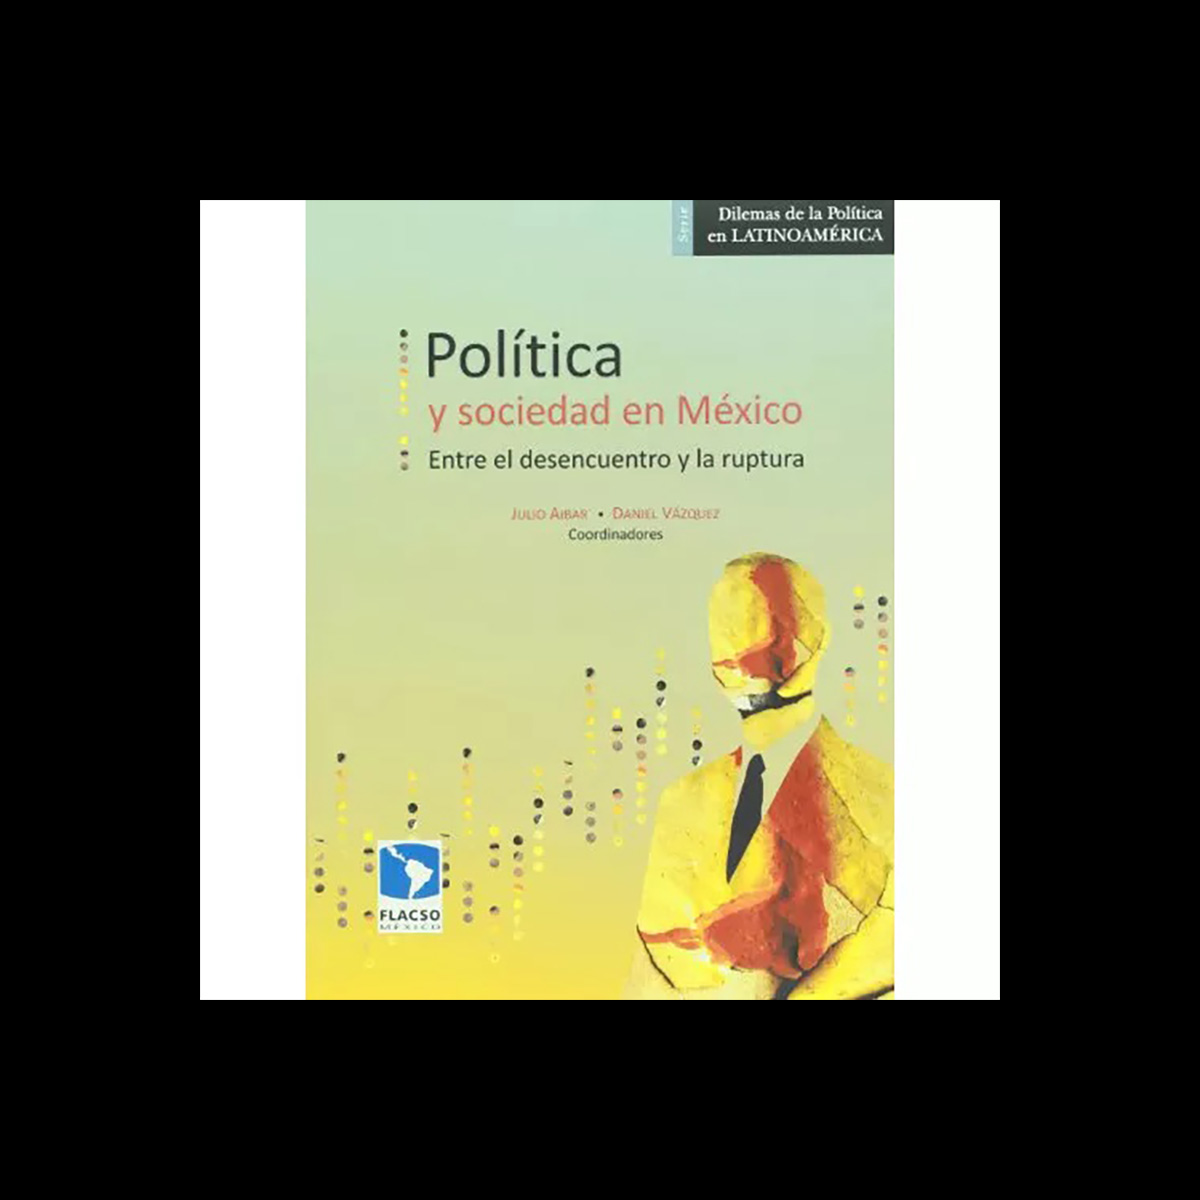 Serie
Dilemas de la Política
en LATINOAMÉRICA
Política
y sociedad en México
Entre el desencuentro y la ruptura
JULIO AIBAR • DANIEL VÁZQUEZ
Coordinadores
FLACSO
MÉXICO